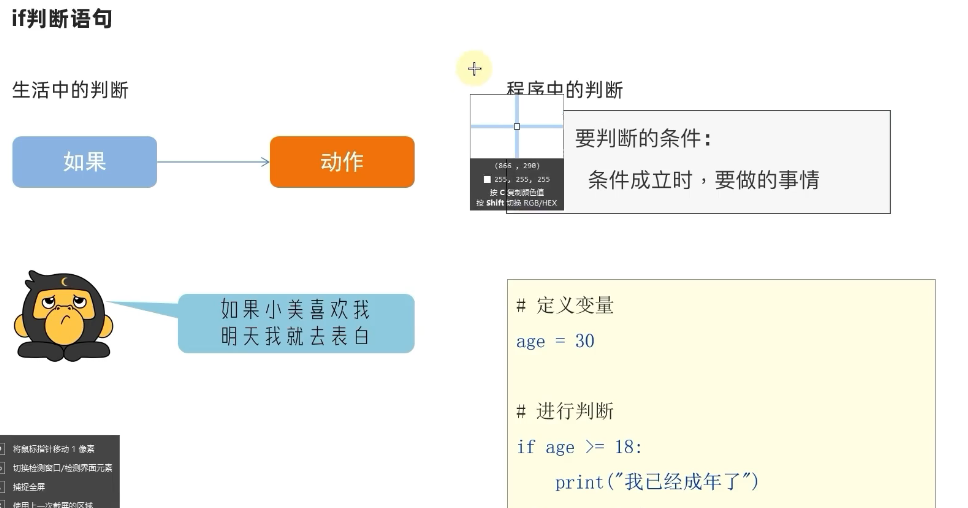 if判断语句
生活中的判断
如果
动作
如果小美喜欢我
明天我就去表白
程序中的判断
要判断的条件:
条件成立时，要做的事情
(866 , 290)
255, 255, 255
按 C 复制颜色值
按 Shift 切换 RGB/HEX
# 定义变量
age = 30
# 进行判断
if age >= 18:
print("我已经成年了")
将鼠标指针移动 1 像素
切换检测窗口/检测界面元素
捕捉全屏
使用上一次截屏的区域